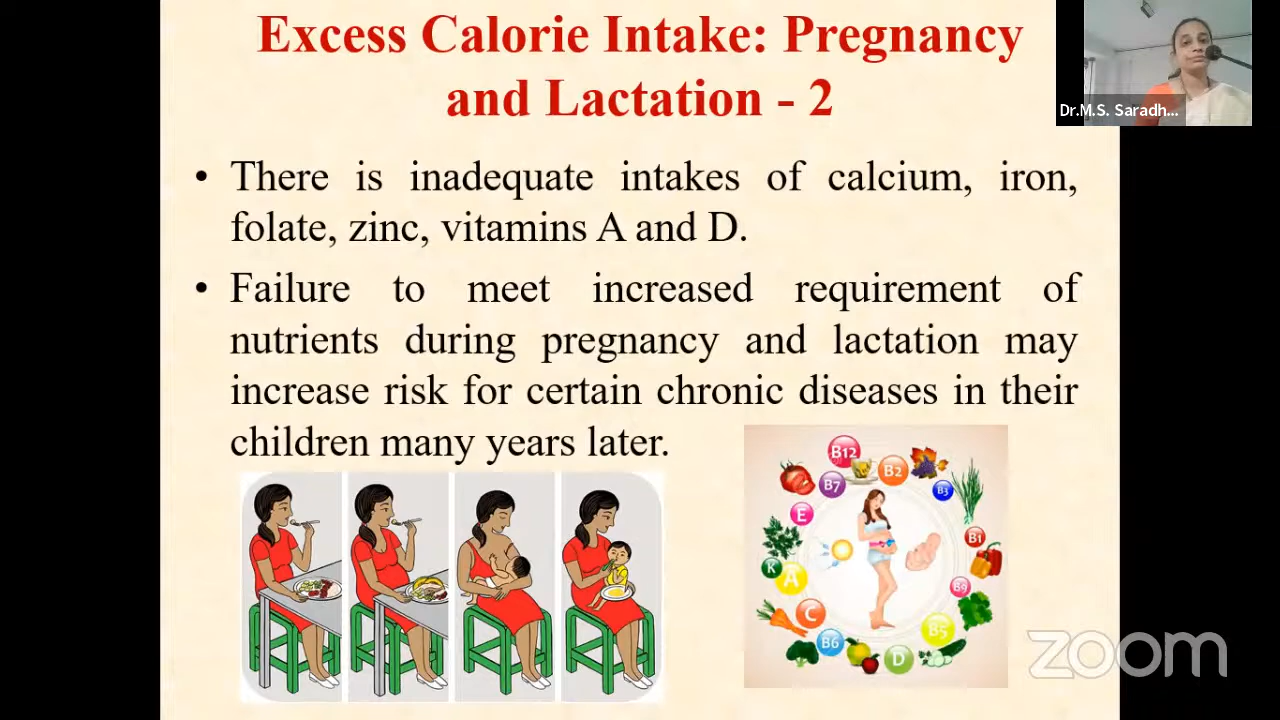 Excess Calorie Intake: Pregnancy
and Lactation - 2
Dr.M.S. Saradh...
• There is inadequate intakes of calcium, iron,
folate, zinc, vitamins A and D.
• Failure to meet increased requirement of
nutrients during pregnancy and lactation may
increase risk for certain chronic diseases in their
children many years later.
B12
B2
B7
B3
E
B1
K
A
B9
C
B5
B6
D
zoom